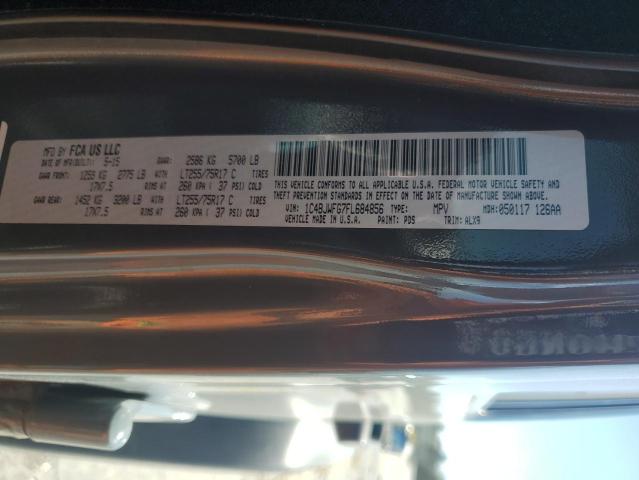 MFG BY FCA US LLC
DATE OF MFR(BUILT): 5-15 GVWR: 2586 KG 5700 LB
GAWR FRONT: 1259 KG 2775 LB WITH LT255/75R17 C TIRES
17X7.5 RIMS AT 260 KPA ( 37 PSI) COLD
GAWR REAR: 1452 KG 3200 LB WITH LT255/75R17 C TIRES
17X7.5 RIMS AT 260 KPA ( 37 PSI) COLD
THIS VEHICLE CONFORMS TO ALL APPLICABLE U.S.A. FEDERAL MOTOR VEHICLE SAFETY AND
THEFT PREVENTION STANDARDS IN EFFECT ON THE DATE OF MANUFACTURE SHOWN ABOVE.
VIN: 1C4BJWFG7FL684856 TYPE: MPV MDH: 050117 126AA
VEHICLE MADE IN U.S.A. PAINT: PDS TRIM: ALX9